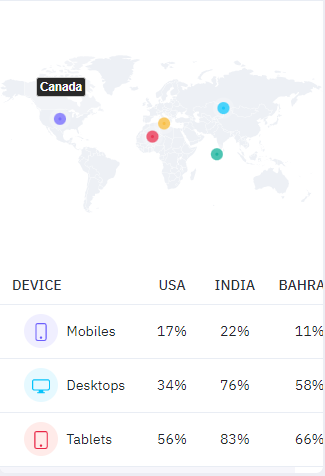 Canada
DEVICE USA INDIA BAHRA
Mobiles 17% 22% 11%
Desktops 34% 76% 58%
Tablets 56% 83% 66%